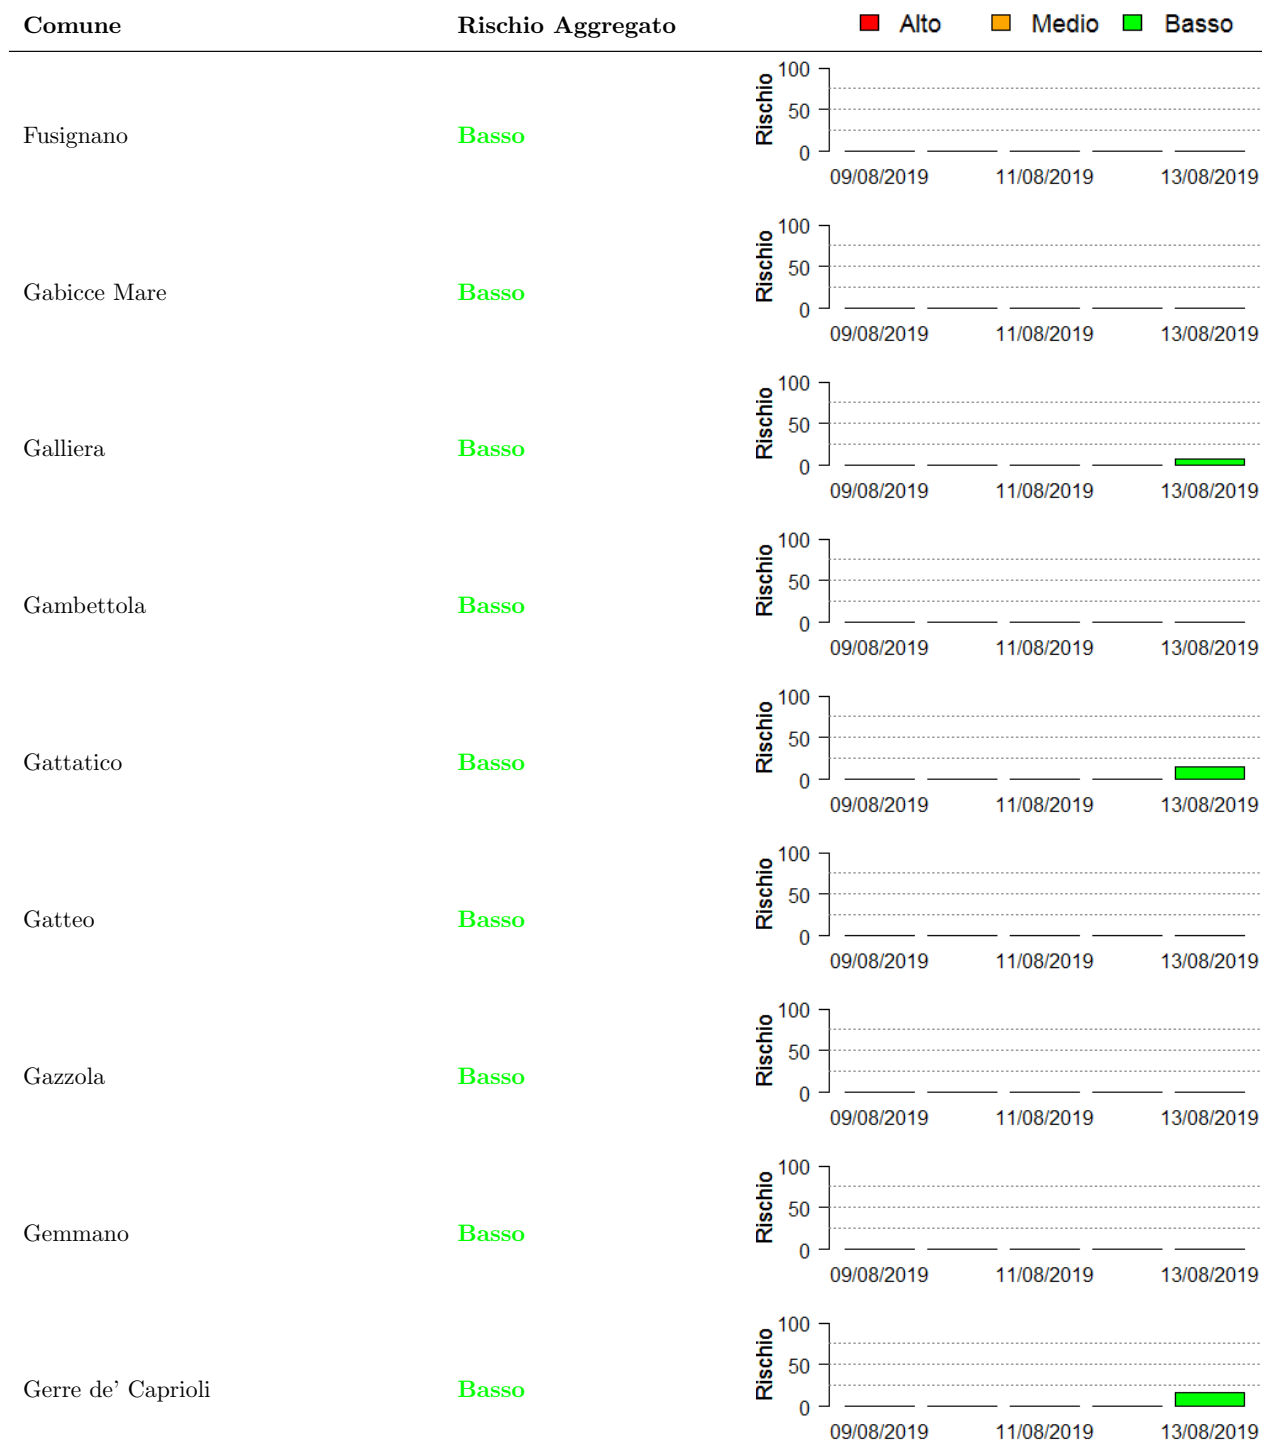 Comune Rischio Aggregato Alto Medio Basso
100
50
0
Rischio
Fusignano Basso
09/08/2019 11/08/2019 13/08/2019
100
50
0
Rischio
Gabicce Mare Basso
09/08/2019 11/08/2019 13/08/2019
100
50
0
Rischio
Galliera Basso
09/08/2019 11/08/2019 13/08/2019
100
50
0
Rischio
Gambettola Basso
09/08/2019 11/08/2019 13/08/2019
100
50
0
Rischio
Gattatico Basso
09/08/2019 11/08/2019 13/08/2019
100
50
0
Rischio
Gatteo Basso
09/08/2019 11/08/2019 13/08/2019
100
50
0
Rischio
Gazzola Basso
09/08/2019 11/08/2019 13/08/2019
100
50
0
Rischio
Gemmano Basso
09/08/2019 11/08/2019 13/08/2019
100
50
0
Rischio
Gerre de' Caprioli Basso
09/08/2019 11/08/2019 13/08/2019